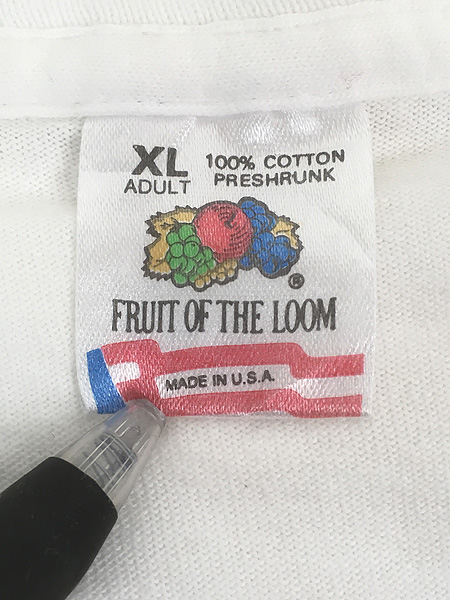 XL 100% COTTON
ADULT PRESHRUNK
®
FRUIT OF THE LOOM
MADE IN U.S.A.